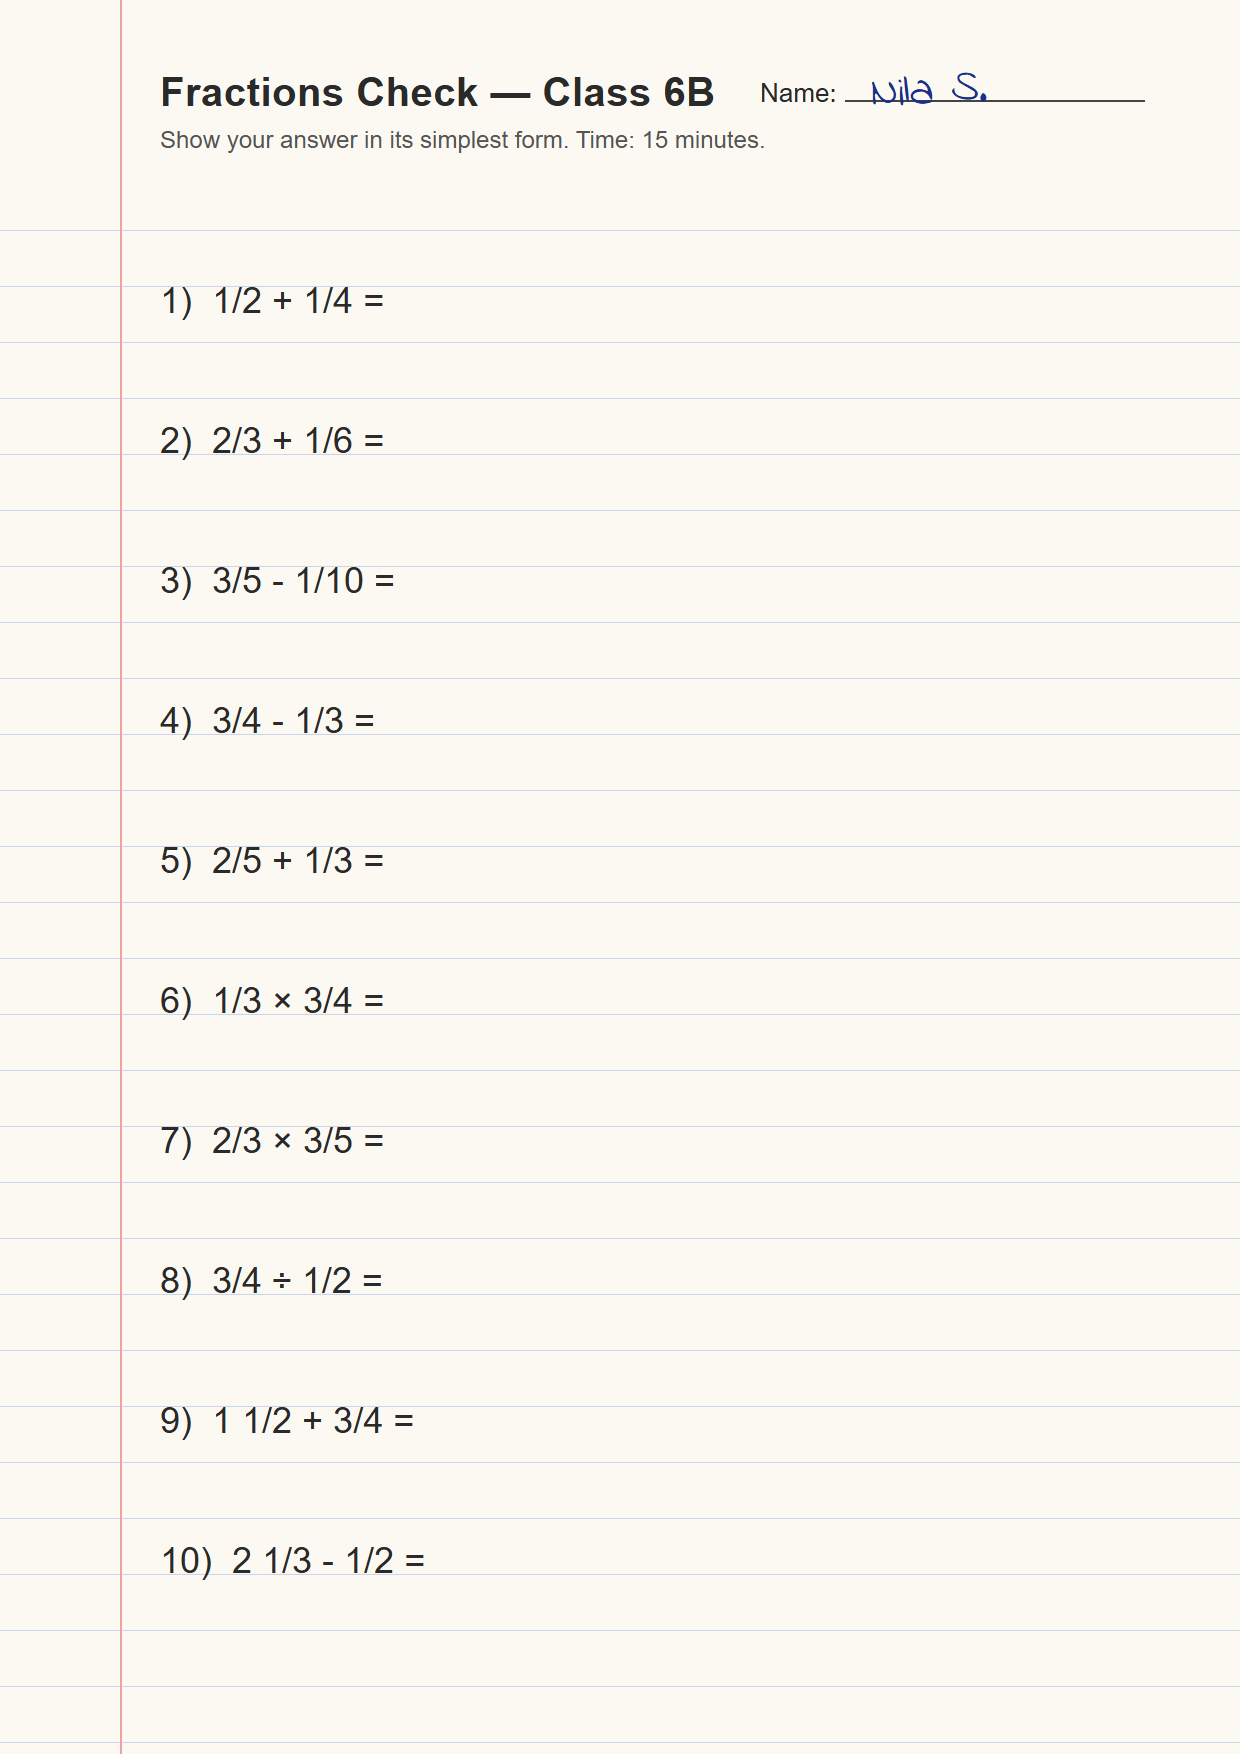 Fractions Check — Class 6B Name: Nila S.
Show your answer in its simplest form. Time: 15 minutes.
1) 1/2 + 1/4 =
2) 2/3 + 1/6 =
3) 3/5 - 1/10 =
4) 3/4 - 1/3 =
5) 2/5 + 1/3 =
6) 1/3 × 3/4 =
7) 2/3 × 3/5 =
8) 3/4 ÷ 1/2 =
9) 1 1/2 + 3/4 =
10) 2 1/3 - 1/2 =